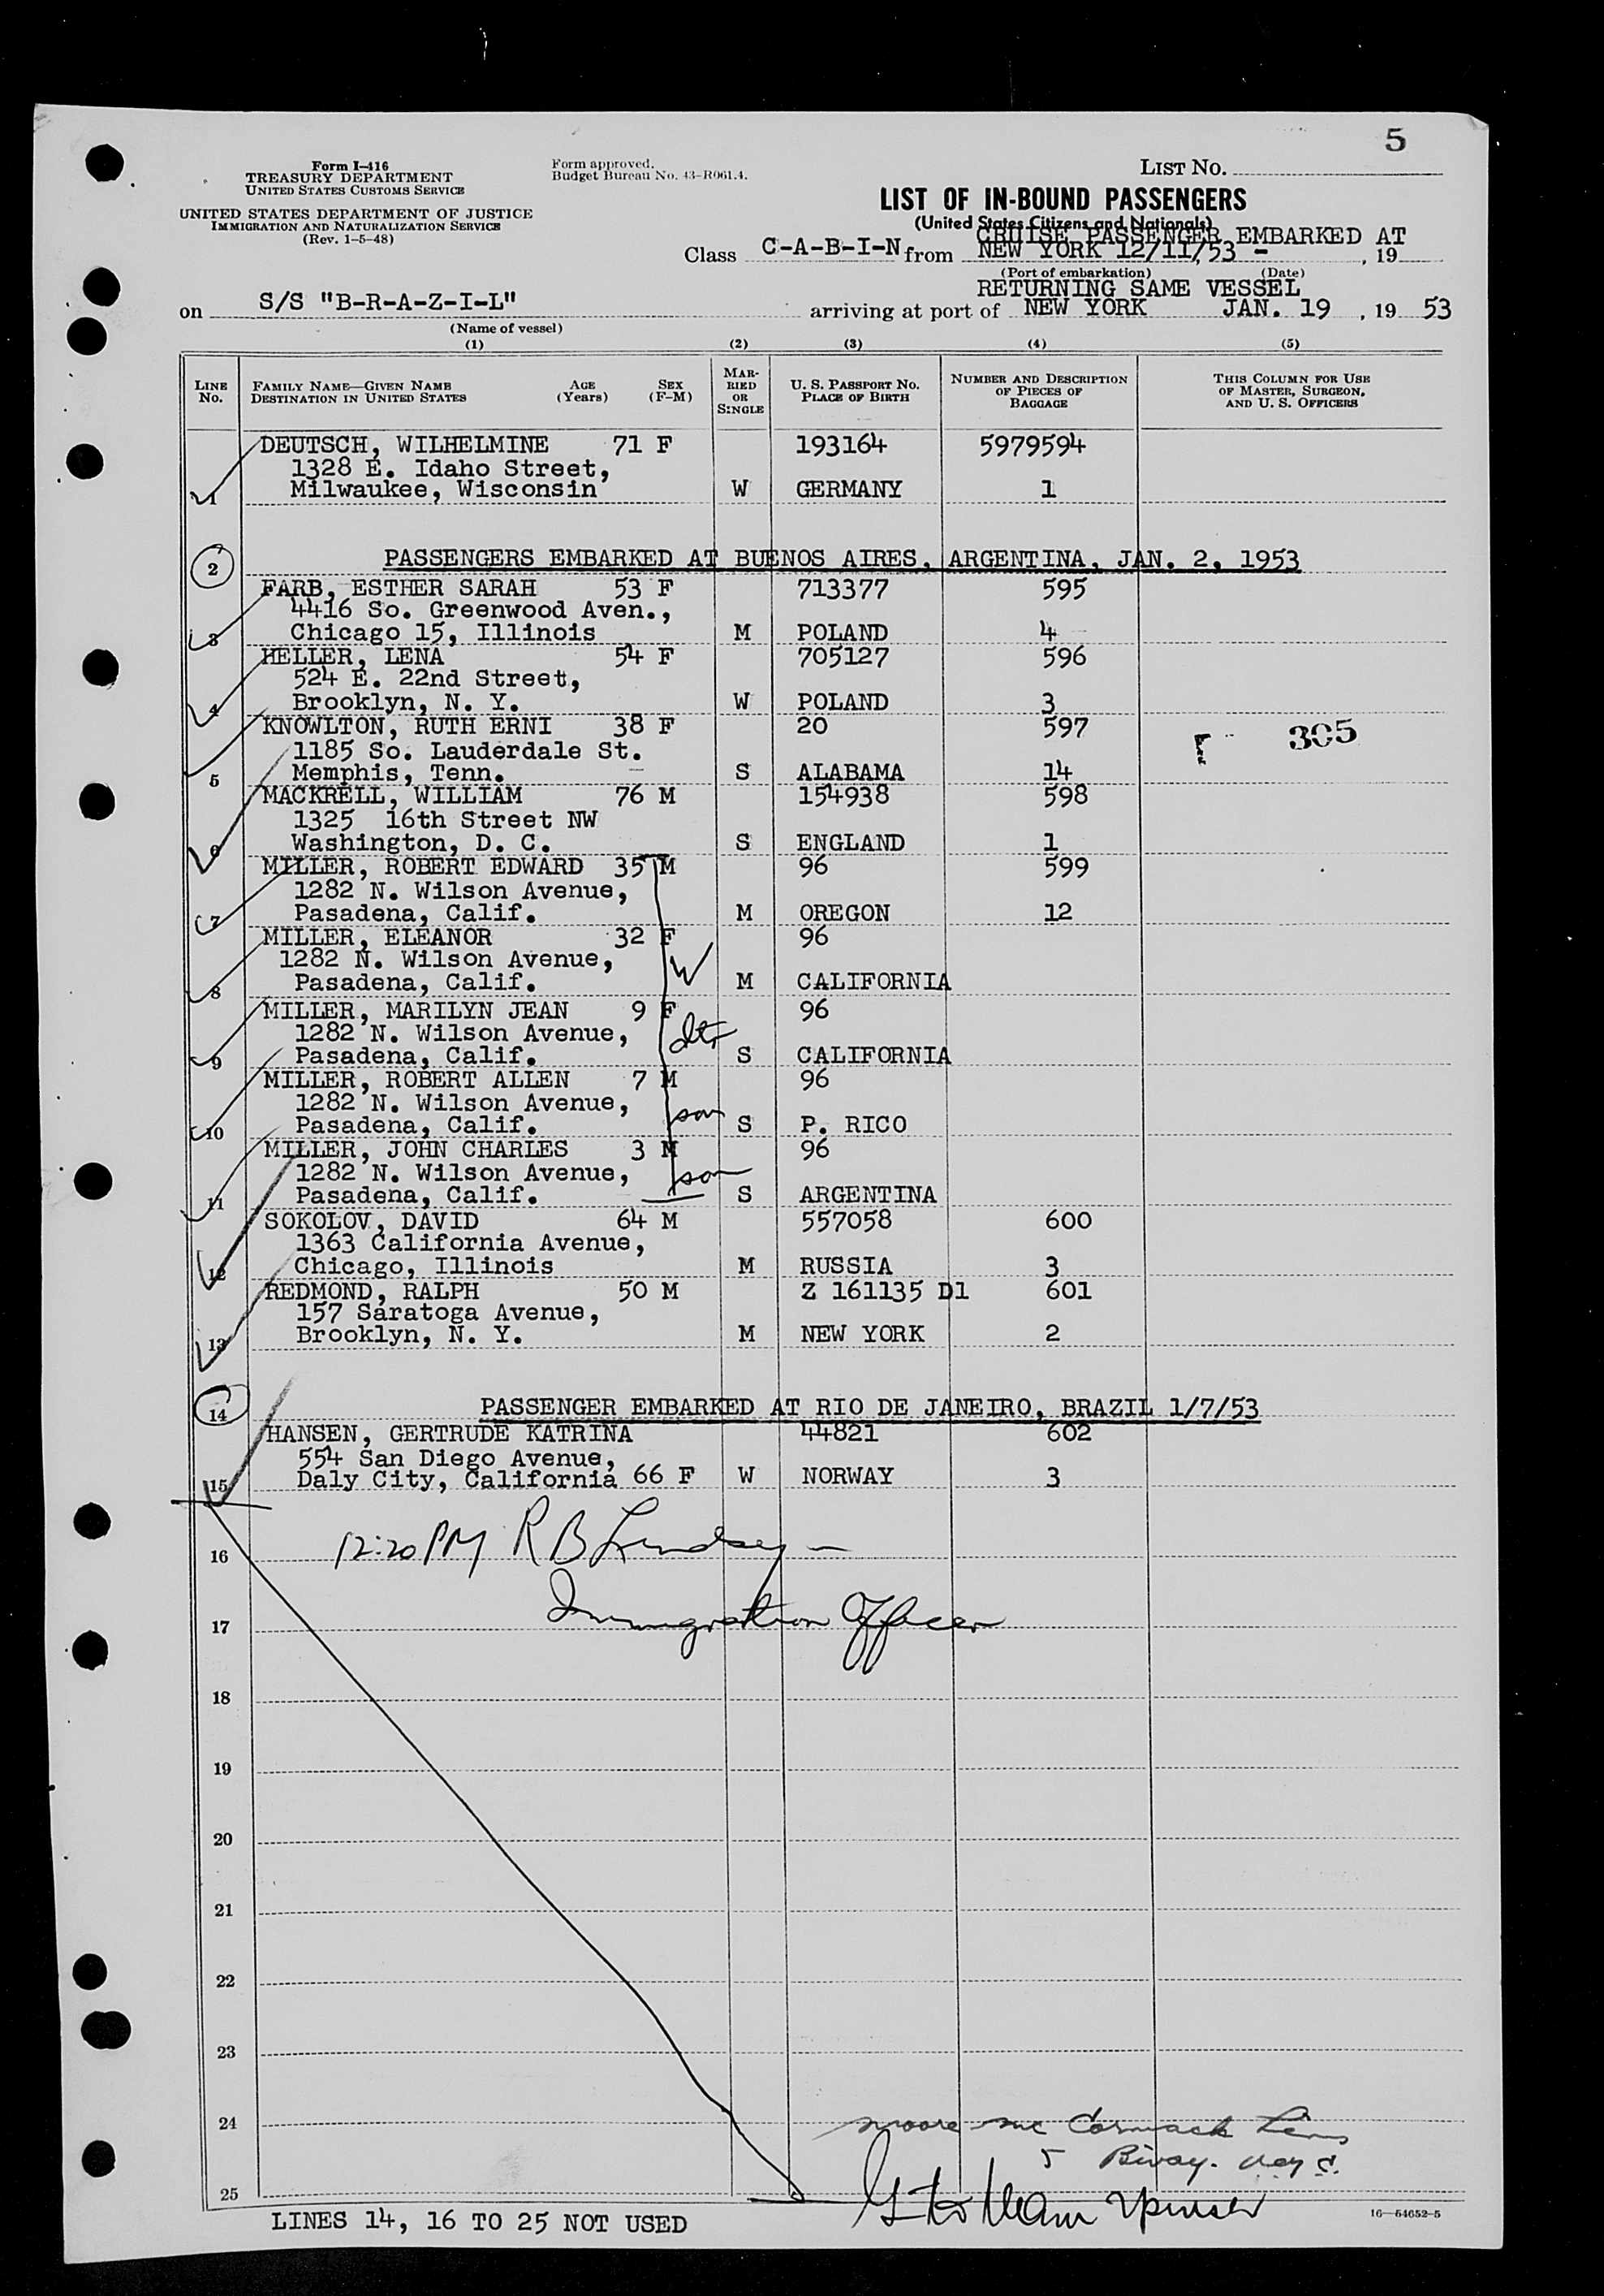 5
Form I-416
TREASURY DEPARTMENT
UNITED STATES CUSTOMS SERVICE
UNITED STATES DEPARTMENT OF JUSTICE
IMMIGRATION AND NATURALIZATION SERVICE
(Rev. 1-5-48)
Form approved.
Budget Bureau No. 43-R061.4.
LIST NO.
LIST OF IN-BOUND PASSENGERS
(United States Citizens and Nationals)
CRUISE PASSENGER EMBARKED AT
Class C-A-B-I-N from NEW YORK 12/11/53 - , 19
(Port of embarkation) (Date)
RETURNING SAME VESSEL
on S/S "B-R-A-Z-I-L" arriving at port of NEW YORK JAN. 19 , 19 53
(Name of vessel)
(1) (2) (3) (4) (5)
LINE NO. FAMILY NAME—GIVEN NAME DESTINATION IN UNITED STATES AGE (Years) SEX (F-M) MARRIED OR SINGLE U. S. PASSPORT NO. PLACE OF BIRTH NUMBER AND DESCRIPTION OF PIECES OF BAGGAGE THIS COLUMN FOR USE OF MASTER, SURGEON, AND U. S. OFFICERS
DEUTSCH, WILHELMINE 71 F 193164 5979594
1328 E. Idaho Street,
1 Milwaukee, Wisconsin W GERMANY 1
2 PASSENGERS EMBARKED AT BUENOS AIRES, ARGENTINA, JAN. 2, 1953
FARB, ESTHER SARAH 53 F 713377 595
4416 So. Greenwood Aven.,
3 Chicago 15, Illinois M POLAND 4
HELLER, LENA 54 F 705127 596
524 E. 22nd Street,
4 Brooklyn, N. Y. W POLAND 3
KNOWLTON, RUTH ERNI 38 F 20 597 305
1185 So. Lauderdale St.
5 Memphis, Tenn. S ALABAMA 14
MACKRELL, WILLIAM 76 M 154938 598
1325 16th Street NW
6 Washington, D. C. S ENGLAND 1
MILLER, ROBERT EDWARD 35 M 96 599
1282 N. Wilson Avenue,
7 Pasadena, Calif. M OREGON 12
MILLER, ELEANOR 32 F 96
1282 N. Wilson Avenue, W
8 Pasadena, Calif. M CALIFORNIA
MILLER, MARILYN JEAN 9 F 96
1282 N. Wilson Avenue, dtr
9 Pasadena, Calif. S CALIFORNIA
MILLER, ROBERT ALLEN 7 M 96
1282 N. Wilson Avenue, son
10 Pasadena, Calif. S P. RICO
MILLER, JOHN CHARLES 3 M 96
1282 N. Wilson Avenue, son
11 Pasadena, Calif. S ARGENTINA
SOKOLOV, DAVID 64 M 557058 600
1363 California Avenue,
12 Chicago, Illinois M RUSSIA 3
REDMOND, RALPH 50 M Z 161135 D1 601
157 Saratoga Avenue,
13 Brooklyn, N. Y. M NEW YORK 2
14 PASSENGER EMBARKED AT RIO DE JANEIRO, BRAZIL 1/7/53
HANSEN, GERTRUDE KATRINA 44821 602
554 San Diego Avenue,
15 Daly City, California 66 F W NORWAY 3
16 12:20 PM R B Lindsey
17 Immigration Officer
18
19
20
21
22
23
24 Moore Mc Cormack Lines
5 Bway.
25
LINES 14, 16 TO 25 NOT USED
16—54652-5